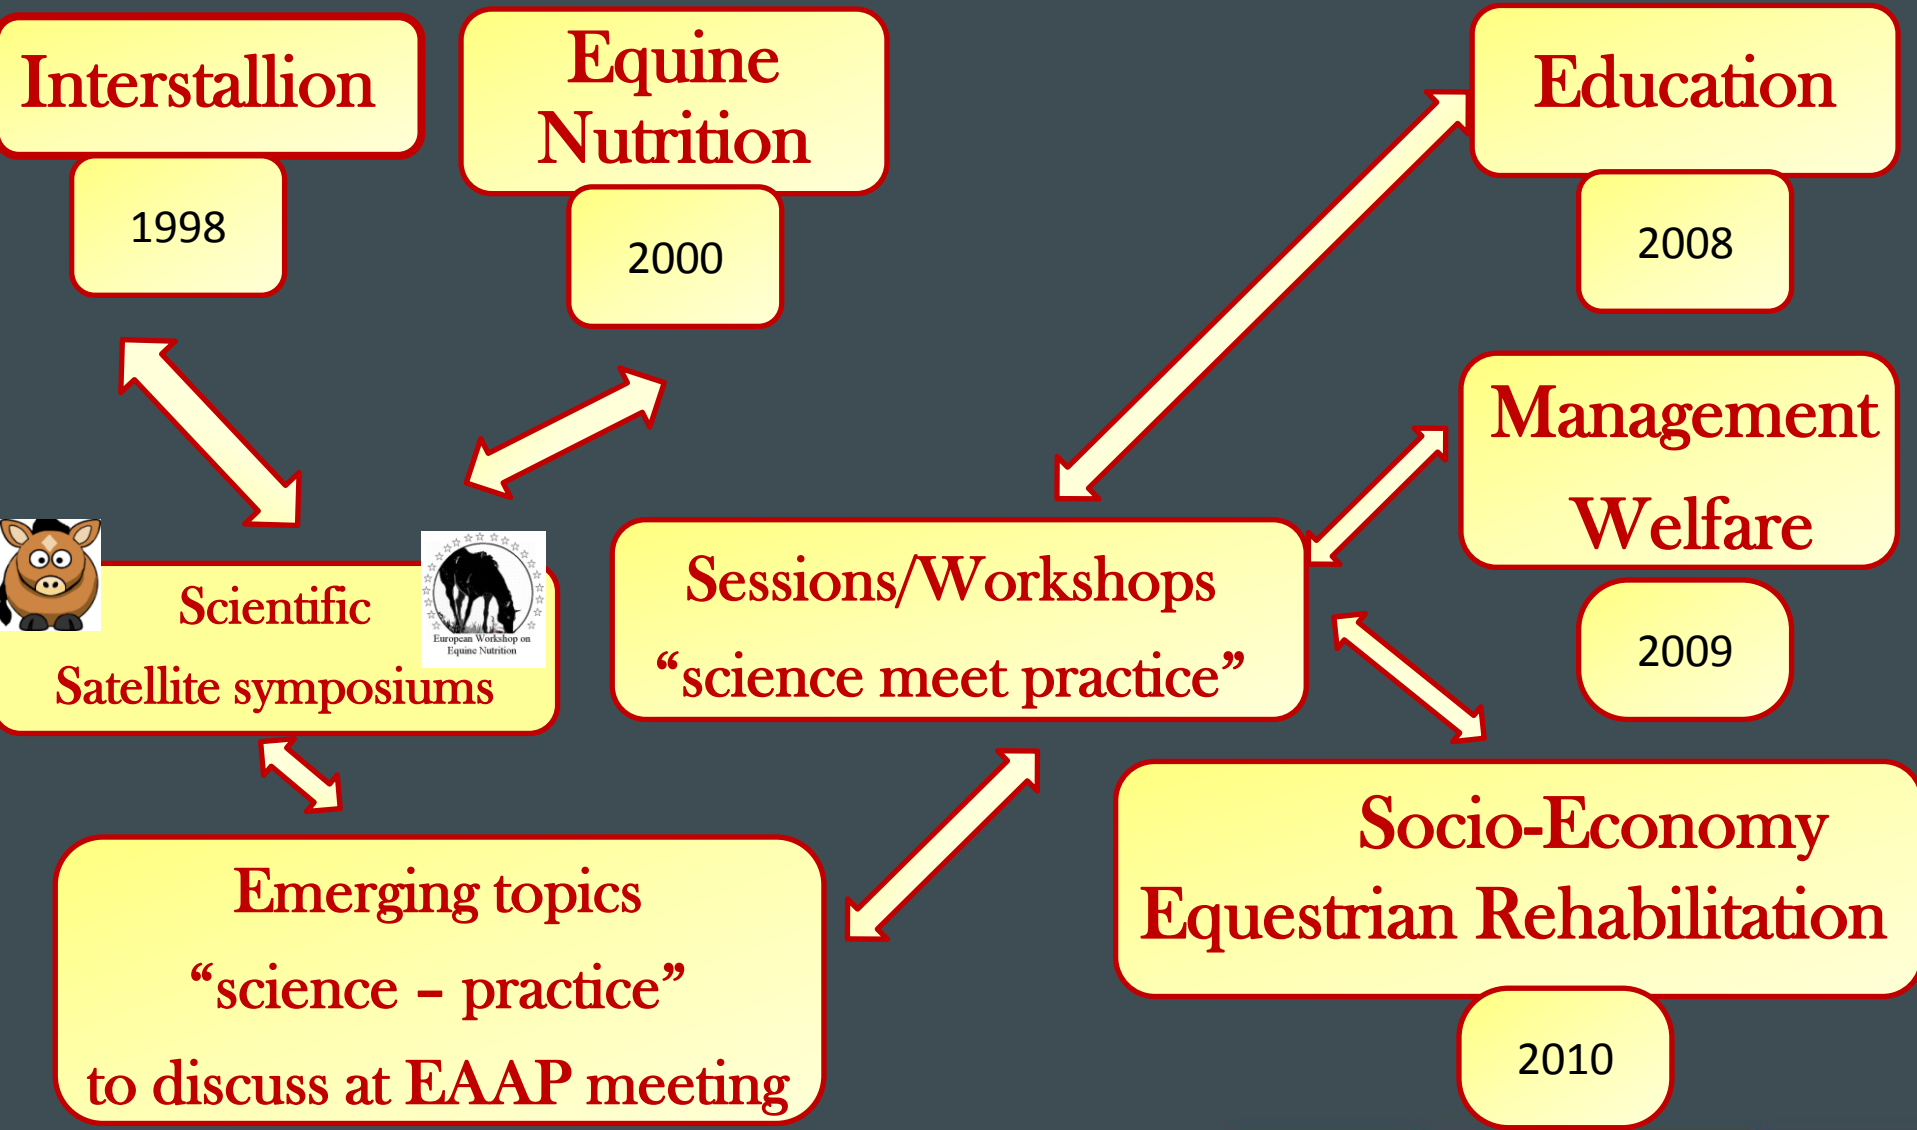 Interstallion
1998
Equine
Nutrition
2000
Education
2008
Management
Welfare
2009
European Workshop on
Equine Nutrition
Scientific
Satellite symposiums
Sessions/Workshops
“science meet practice”
Socio-Economy
Equestrian Rehabilitation
2010
Emerging topics
“science – practice”
to discuss at EAAP meeting